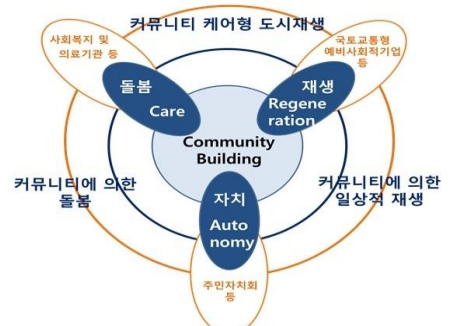 커뮤니티 케어형 도시재생
사회복지 및
의료기관 등
국토교통형
예비사회적기업
등
돌봄
Care
재생
Regene
ration
Community
Building
커뮤니티에 의한
돌봄
커뮤니티에 의한
일상적 재생
자치
Auto
nomy
주민자치회
등